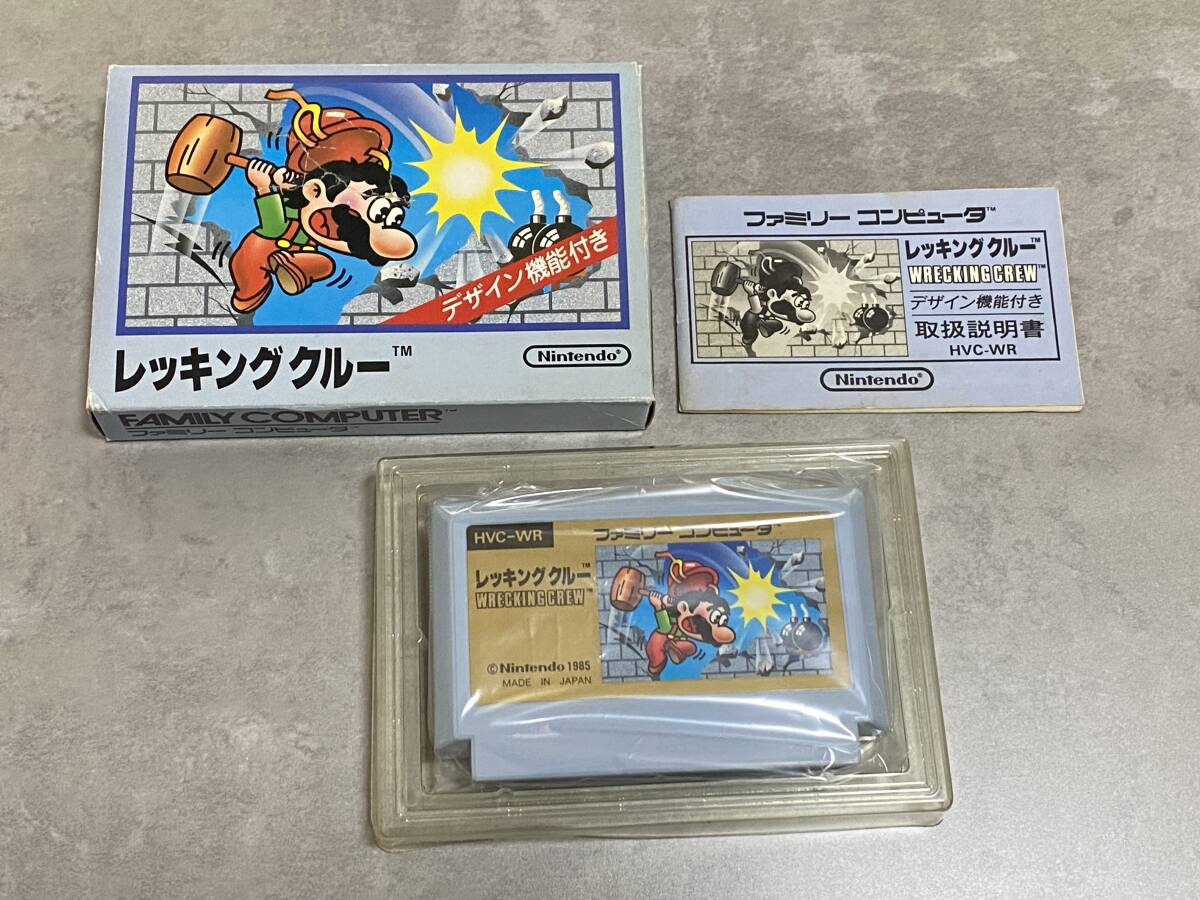 デザイン機能付き
レッキングクルー™
Nintendo®
FAMILY COMPUTER™
ファミリー コンピュータ™
ファミリー コンピュータ™
レッキングクルー™
WRECKING CREW™
デザイン機能付き
取扱説明書
HVC-WR
Nintendo®
HVC-WR
ファミリー コンピュータ™
レッキングクルー™
WRECKING CREW™
©Nintendo 1985
MADE IN JAPAN